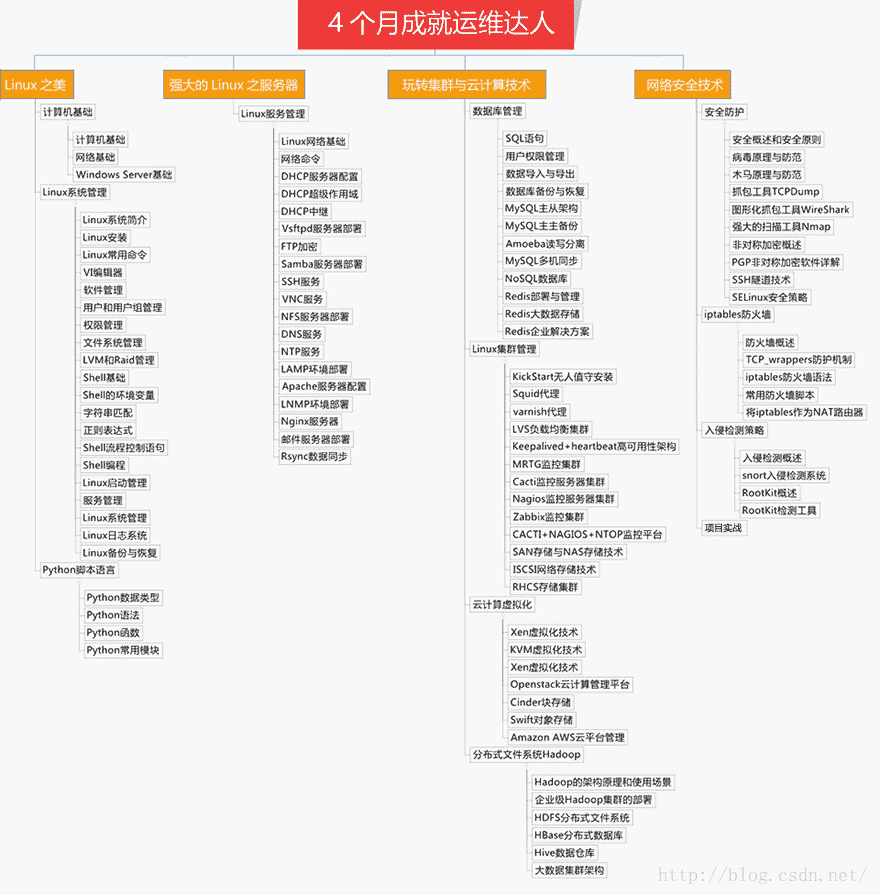 4个月成就运维达人
Linux 之美
计算机基础
计算机基础
网络基础
Windows Server基础
Linux系统管理
Linux系统简介
Linux安装
Linux常用命令
VI编辑器
软件管理
用户和用户组管理
权限管理
文件系统管理
LVM和Raid管理
Shell基础
Shell的环境变量
字符串匹配
正则表达式
Shell流程控制语句
Shell编程
Linux启动管理
服务管理
Linux系统管理
Linux日志系统
Linux备份与恢复
Python脚本语言
Python数据类型
Python语法
Python函数
Python常用模块
强大的 Linux 之服务器
Linux服务管理
Linux网络基础
网络命令
DHCP服务器配置
DHCP超级作用域
DHCP中继
Vsftpd服务器部署
FTP加密
Samba服务器部署
SSH服务
VNC服务
NFS服务器部署
DNS服务
NTP服务
LAMP环境部署
Apache服务器配置
LNMP环境部署
Nginx服务器
邮件服务器部署
Rsync数据同步
玩转集群与云计算技术
数据库管理
SQL语句
用户权限管理
数据导入与导出
数据库备份与恢复
MySQL主从架构
MySQL主主备份
Amoeba读写分离
MySQL多机同步
NoSQL数据库
Redis部署与管理
Redis大数据存储
Redis企业解决方案
Linux集群管理
KickStart无人值守安装
Squid代理
varnish代理
LVS负载均衡集群
Keepalived+heartbeat高可用性架构
MRTG监控集群
Cacti监控服务器集群
Nagios监控服务器集群
Zabbix监控集群
CACTI+NAGIOS+NTOP监控平台
SAN存储与NAS存储技术
ISCSI网络存储技术
RHCS存储集群
云计算虚拟化
Xen虚拟化技术
KVM虚拟化技术
Xen虚拟化技术
Openstack云计算管理平台
Cinder块存储
Swift对象存储
Amazon AWS云平台管理
分布式文件系统Hadoop
Hadoop的架构原理和使用场景
企业级Hadoop集群的部署
HDFS分布式文件系统
HBase分布式数据库
Hive数据仓库
大数据集群架构
网络安全技术
安全防护
安全概述和安全原则
病毒原理与防范
木马原理与防范
抓包工具TCPDump
图形化抓包工具WireShark
强大的扫描工具Nmap
非对称加密概述
PGP非对称加密软件详解
SSH隧道技术
SELinux安全策略
iptables防火墙
防火墙概述
TCP_wrappers防护机制
iptables防火墙语法
常用防火墙脚本
将iptables作为NAT路由器
入侵检测策略
入侵检测概述
snort入侵检测系统
RootKit概述
RootKit检测工具
项目实战
http://blog.csdn.net/